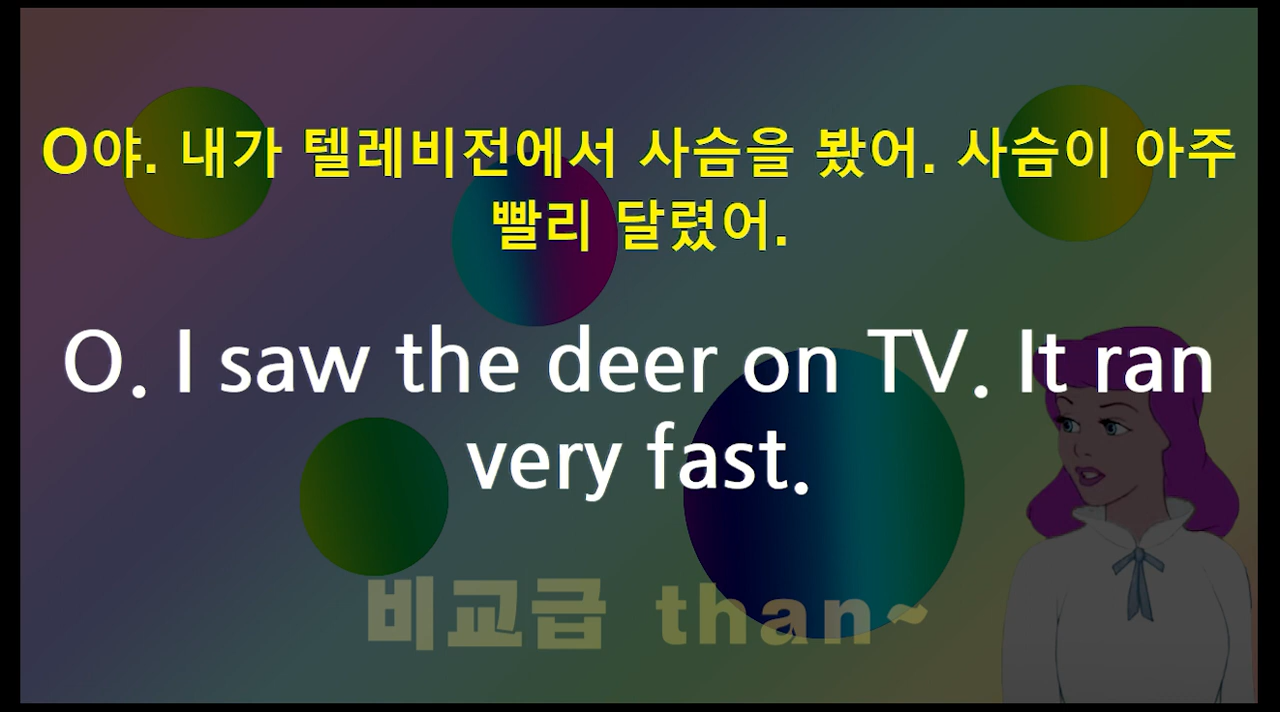 O야. 내가 텔레비전에서 사슴을 봤어. 사슴이 아주
빨리 달렸어.
O. I saw the deer on TV. It ran
very fast.
비교급 than~